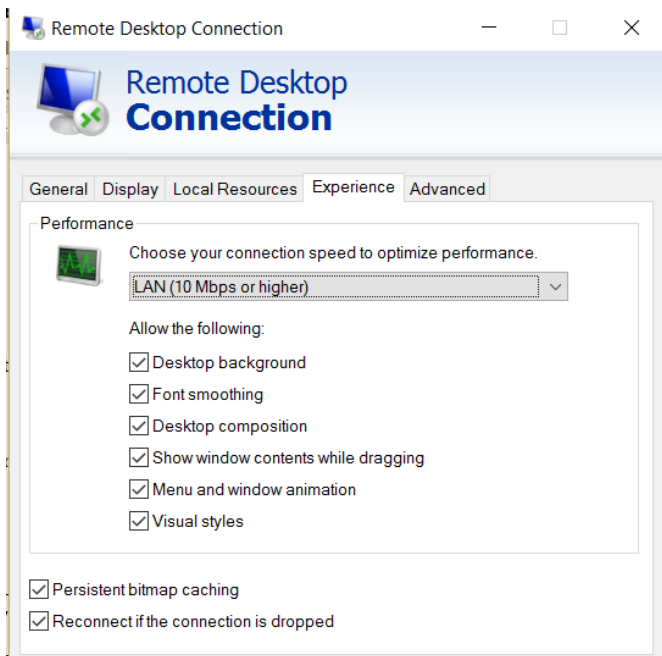 Remote Desktop Connection
Remote Desktop
Connection
General Display Local Resources Experience Advanced
Performance
Choose your connection speed to optimize performance.
LAN (10 Mbps or higher)
Allow the following:
Desktop background
Font smoothing
Desktop composition
Show window contents while dragging
Menu and window animation
Visual styles
Persistent bitmap caching
Reconnect if the connection is dropped